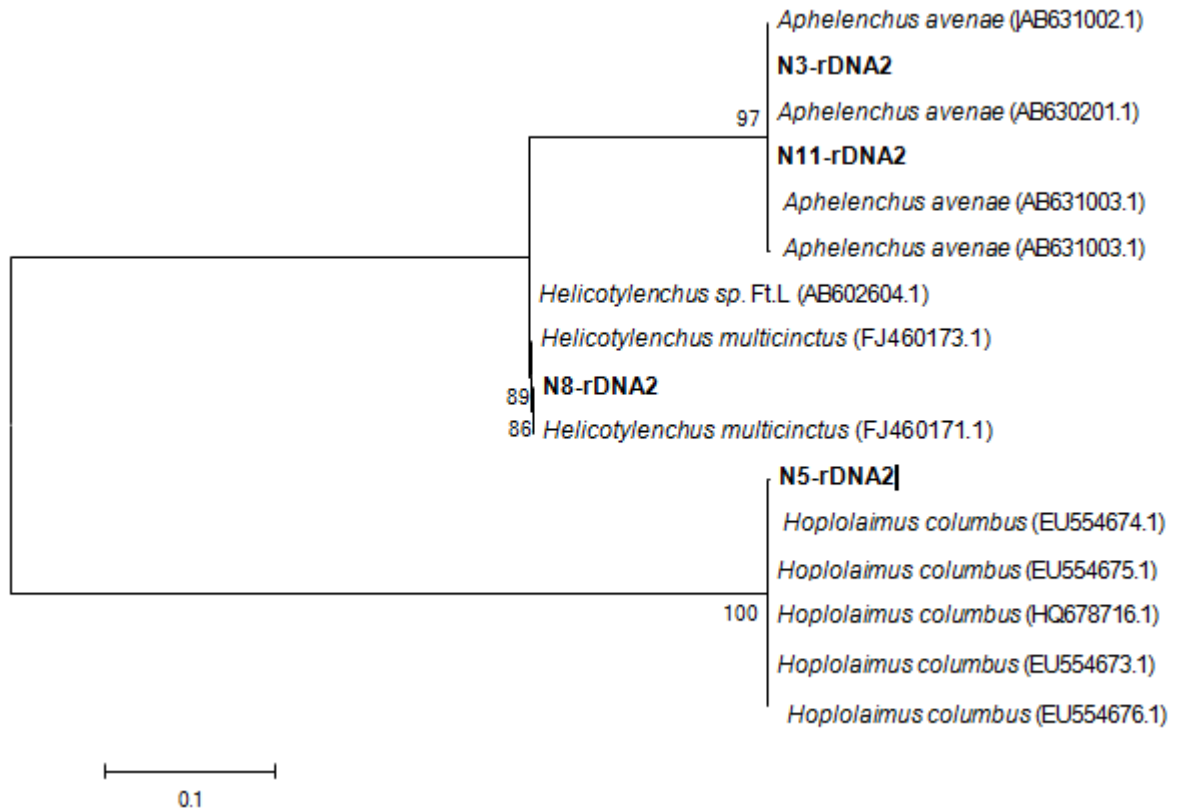 Aphelenchus avenae (|AB631002.1)
N3-rDNA2
97
Aphelenchus avenae (AB630201.1)
N11-rDNA2
Aphelenchus avenae (AB631003.1)
Aphelenchus avenae (AB631003.1)
Helicotylenchus sp. Ft.L (AB602604.1)
Helicotylenchus multicinctus (FJ460173.1)
N8-rDNA2
89
86 Helicotylenchus multicinctus (FJ460171.1)
N5-rDNA2
Hoplolaimus columbus (EU554674.1)
Hoplolaimus columbus (EU554675.1)
100 Hoplolaimus columbus (HQ678716.1)
Hoplolaimus columbus (EU554673.1)
Hoplolaimus columbus (EU554676.1)
0.1